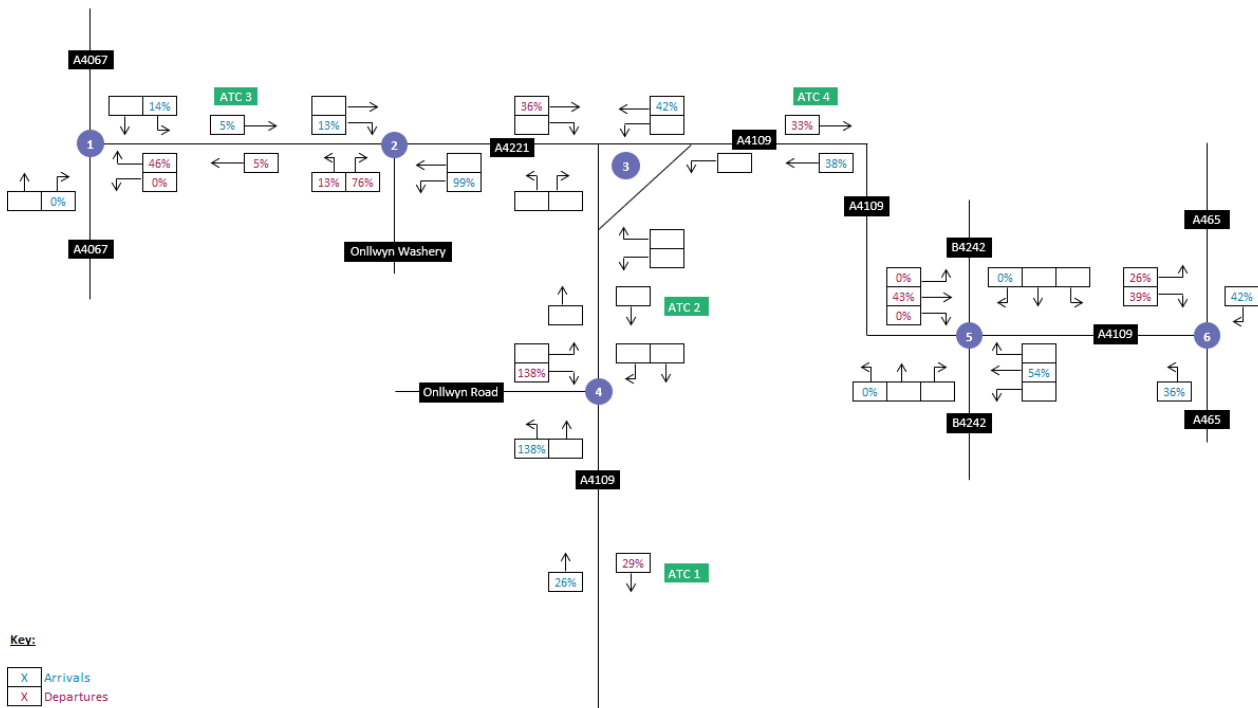 A4067
14%
ATC 3
5%
13%
36%
42%
ATC 4
33%
1
2
A4221
3
A4109
46%
0%
5%
13% 76%
99%
38%
0%
A4067
Onllwyn Washery
A4109
B4242
A465
0%
43%
0%
0%
26%
39%
42%
ATC 2
5
A4109
6
138%
54%
Onllwyn Road
4
0%
36%
B4242
A465
138%
A4109
26%
29%
ATC 1
Key:
X Arrivals
X Departures